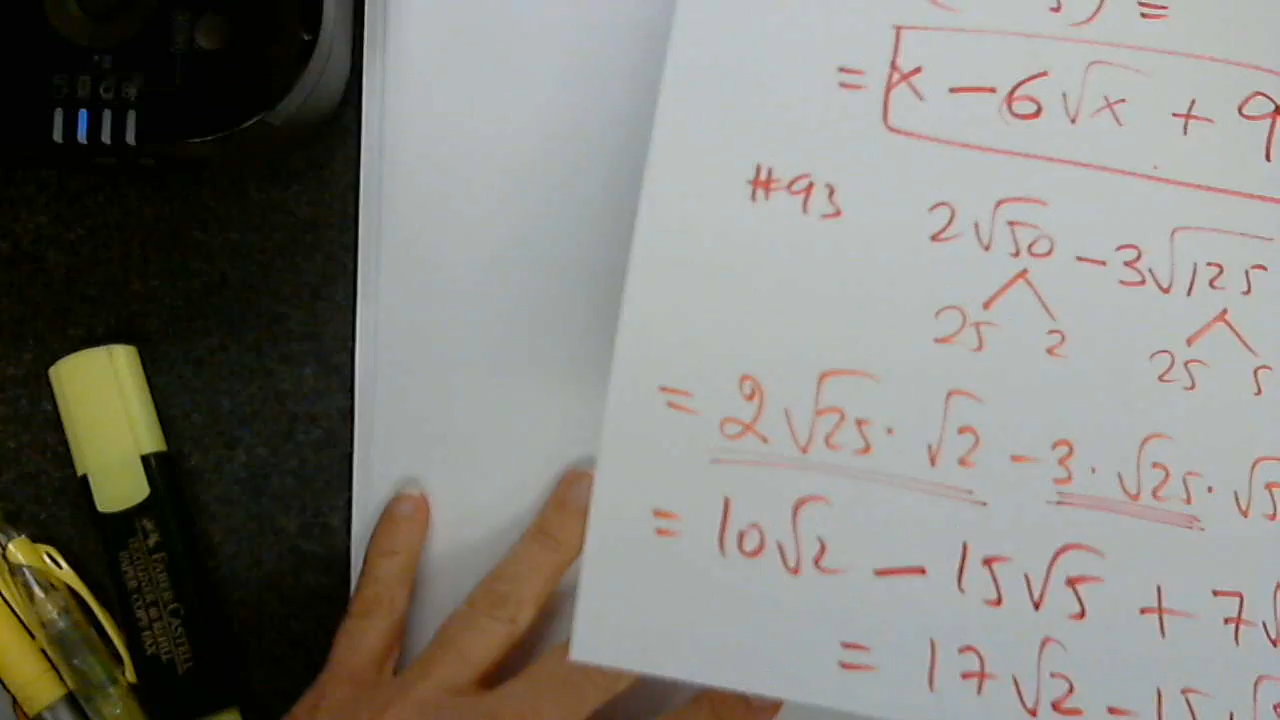 =
= x - 6√x + 9
#93 2√50 - 3√125
25 2 25 5
= 2√25 · √2 - 3 · √25 · √5
= 10√2 - 15√5 + 7√
= 17√2 - 15√
FABER CASTELL